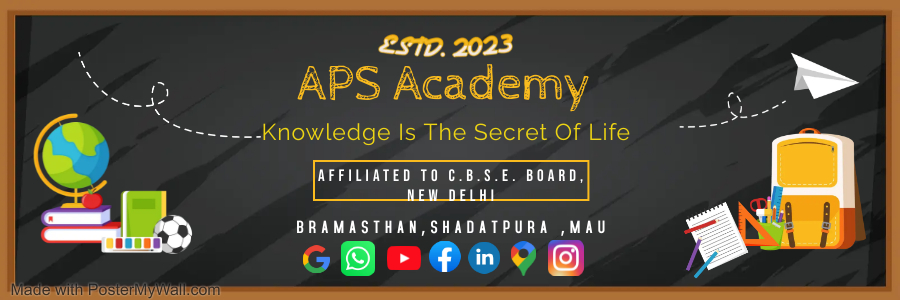 ESTD. 2023
APS Academy
Knowledge Is The Secret Of Life
AFFILIATED TO C.B.S.E. BOARD,
NEW DELHI
BRAMASTHAN,SHADATPURA ,MAU
Made with PosterMyWall.com